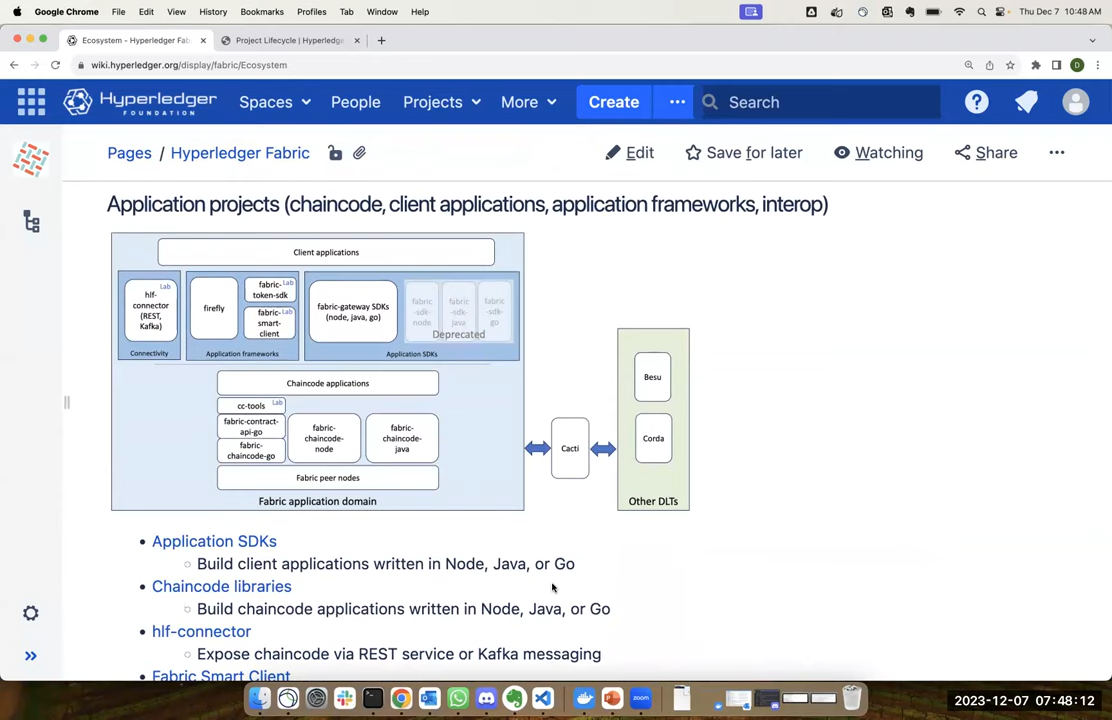 Google Chrome File Edit View History Bookmarks Profiles Tab Window Help Thu Dec 7 10:48 AM
Ecosystem - Hyperledger Fab Project Lifecycle | Hyperledge
wiki.hyperledger.org/display/fabric/Ecosystem
HYPERLEDGER FOUNDATION Spaces People Projects More Create Search
Pages / Hyperledger Fabric Edit Save for later Watching Share
Application projects (chaincode, client applications, application frameworks, interop)
Client applications
Lab
hlf-connector (REST, Kafka)
Connectivity
firefly
fabric-token-sdk Lab
fabric-smart-client Lab
Application frameworks
fabric-gateway SDKs
(node, java, go)
fabric-sdk-node
fabric-sdk-java
fabric-sdk-go
Deprecated
Application SDKs
Chaincode applications
cc-tools Lab
fabric-contract-api-go
fabric-chaincode-go
fabric-chaincode-node
fabric-chaincode-java
Fabric peer nodes
Fabric application domain
Cacti
Besu
Corda
Other DLTs
Application SDKs
Build client applications written in Node, Java, or Go
Chaincode libraries
Build chaincode applications written in Node, Java, or Go
hlf-connector
Expose chaincode via REST service or Kafka messaging
Fabric Smart Client
zoom
2023-12-07 07:48:12